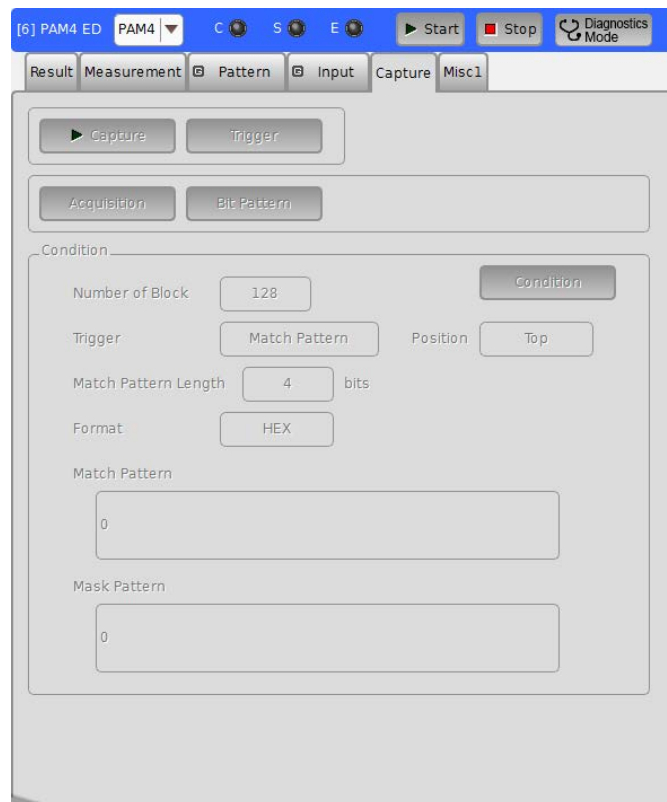 [6] PAM4 ED PAM4 C S E Start Stop Diagnostics Mode
Result Measurement Pattern Input Capture Misc1
Capture Trigger
Acquisition Bit Pattern
Condition
Number of Block 128 Condition
Trigger Match Pattern Position Top
Match Pattern Length 4 bits
Format HEX
Match Pattern
0
Mask Pattern
0